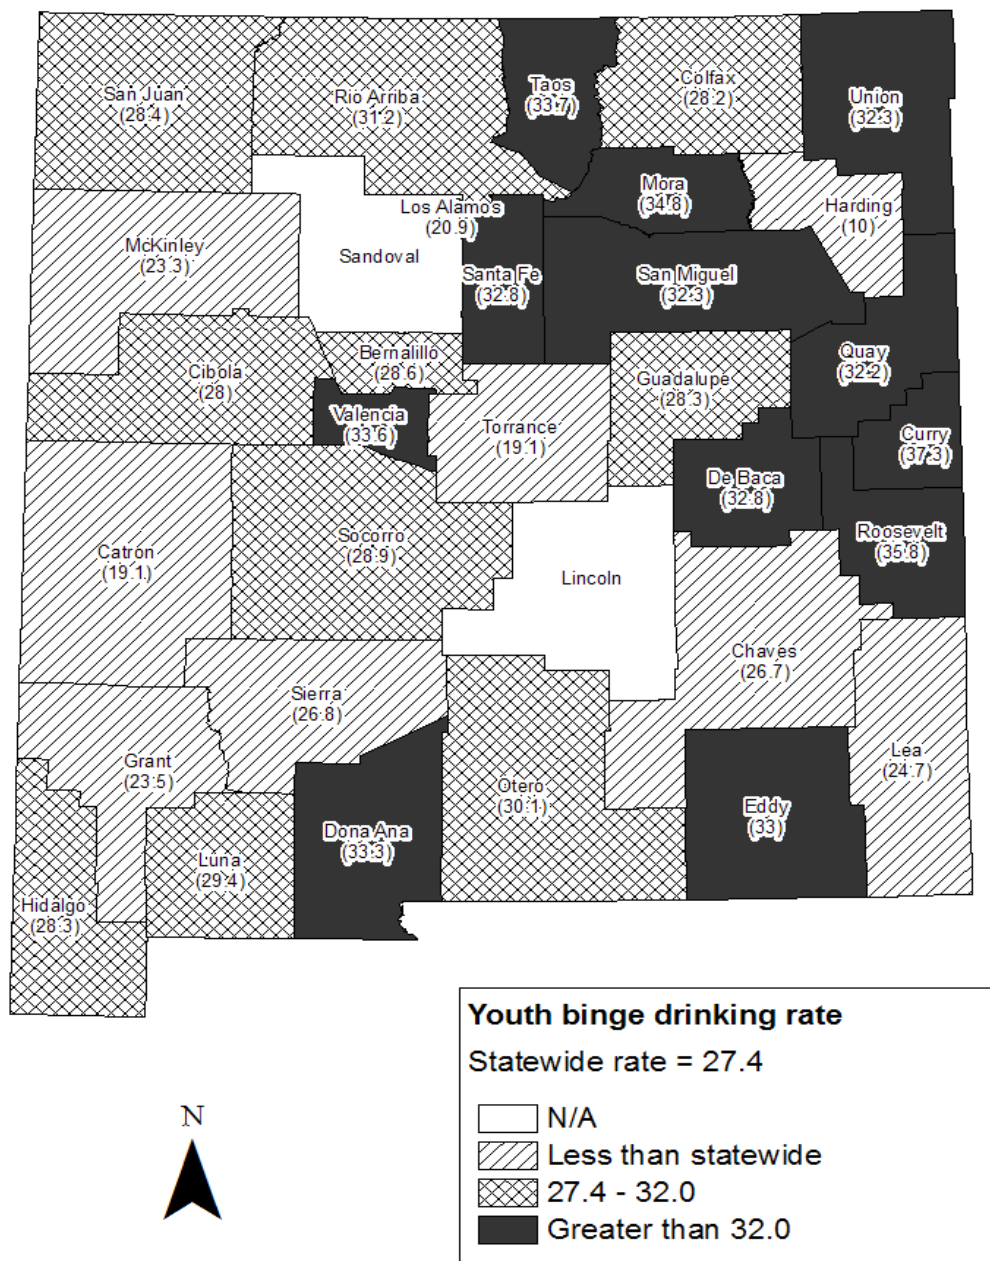 San Juan
(28.4)
Rio Arriba
(31.2)
Taos
(33.7)
Colfax
(28.2)
Union
(32.3)
Mora
(34.8)
Harding
(10)
Los Alamos
(20.9)
McKinley
(23.3)
Sandoval
Santa Fe
(32.8)
San Miguel
(32.3)
Quay
(32.2)
Cibola
(28)
Bernalillo
(28.6)
Guadalupe
(28.3)
Valencia
(33.6)
Torrance
(19.1)
Curry
(37.3)
De Baca
(32.8)
Roosevelt
(35.8)
Catron
(19.1)
Socorro
(28.9)
Lincoln
Chaves
(26.7)
Sierra
(26.8)
Grant
(23.5)
Lea
(24.7)
Otero
(30.1)
Eddy
(33)
Dona Ana
(33.3)
Luna
(29.4)
Hidalgo
(28.3)
Youth binge drinking rate
Statewide rate = 27.4
N/A
Less than statewide
27.4 - 32.0
Greater than 32.0
N